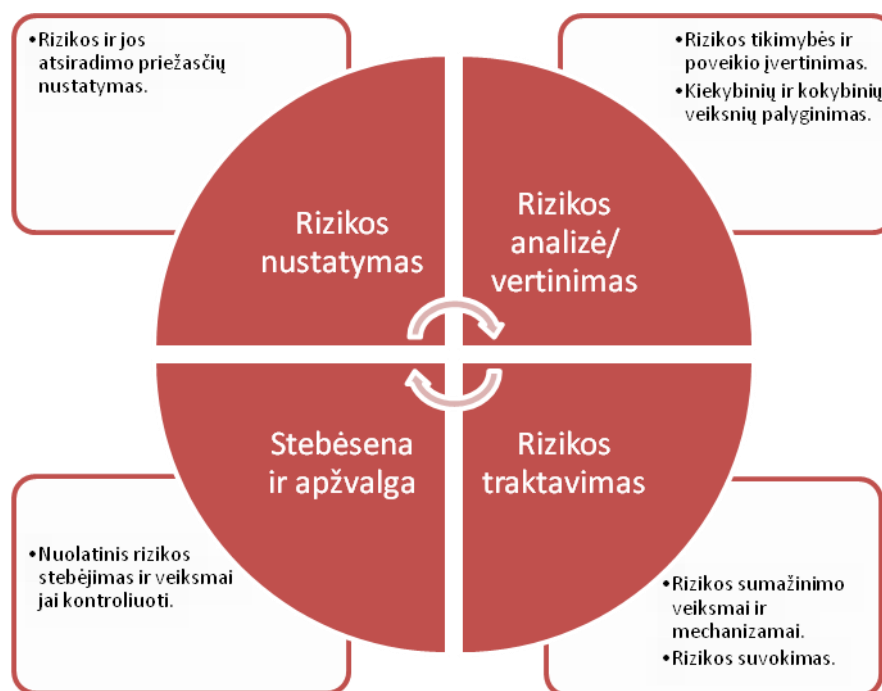 •Rizikos ir jos
atsiradimo priežasčių
nustatymas.
•Rizikos tikimybės ir
poveikio įvertinimas.
•Kiekybinių ir kokybinių
veiksnių palyginimas.
Rizikos
nustatymas
Rizikos
analizė/
vertinimas
Stebėsena
ir apžvalga
Rizikos
traktavimas
•Nuolatinis rizikos
stebėjimas ir veiksmai
jai kontroliuoti.
•Rizikos sumažinimo
veiksmai ir
mechanizamai.
•Rizikos suvokimas.